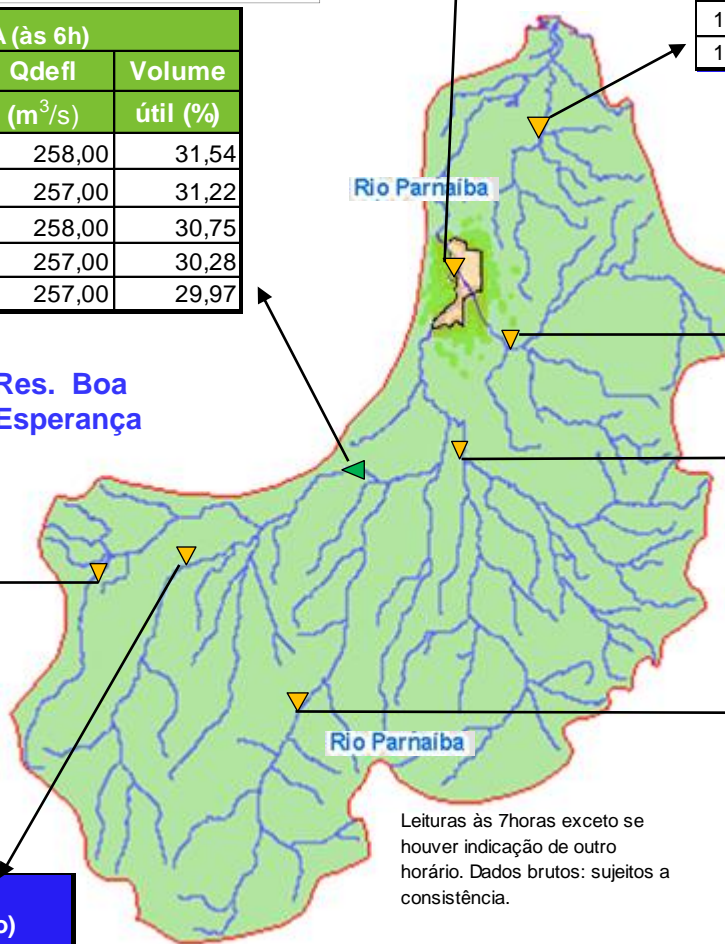 A (às 6h)
Qdefl Volume
(m³/s) útil (%)
258,00 31,54
257,00 31,22
258,00 30,75
257,00 30,28
257,00 29,97
1
1
Rio Parnaíba
Res. Boa
Esperança
Rio Parnaíba
Leituras às 7horas exceto se
houver indicação de outro
horário. Dados brutos: sujeitos a
consistência.
o)